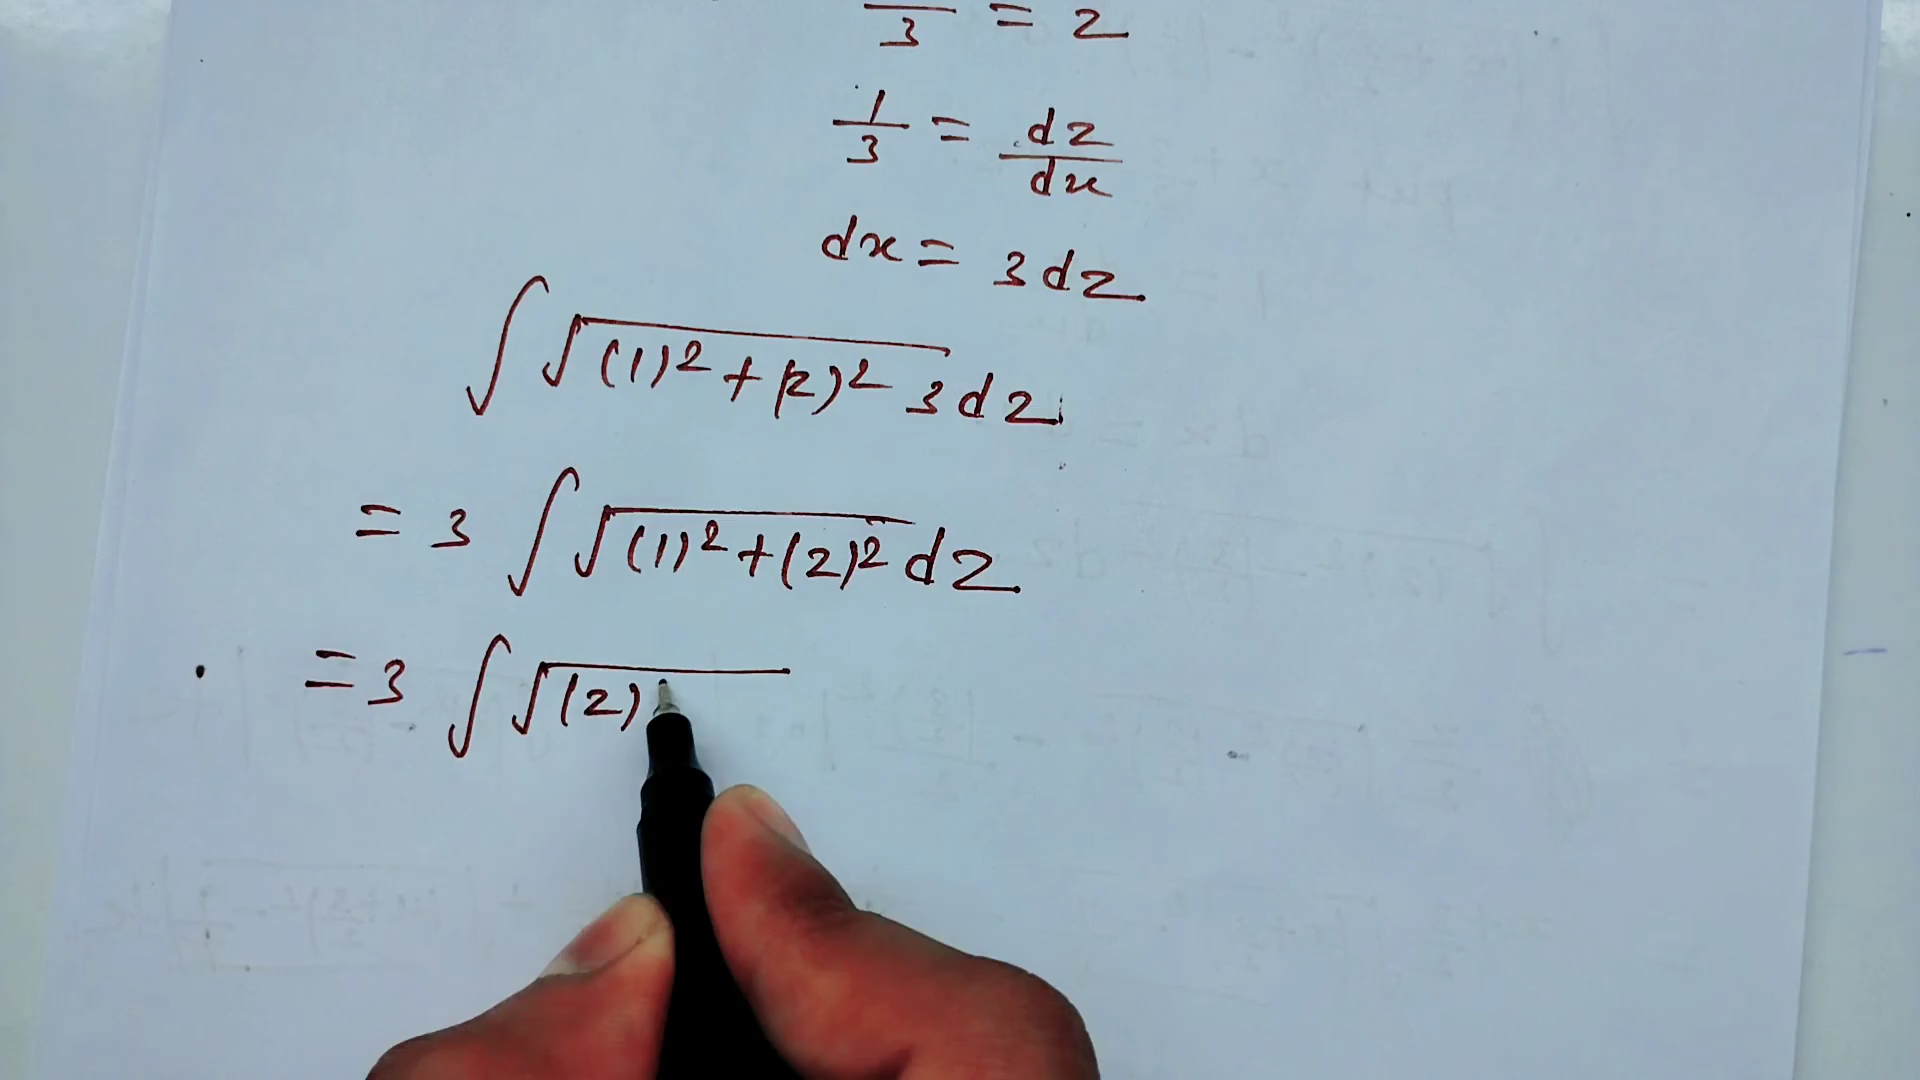 ―/3 = z
1/3 = dz/dx
dx = 3dz
∫ √((1)² + (z)²) 3dz
= 3 ∫ √((1)² + (z)²) dz
= 3 ∫ √((z)